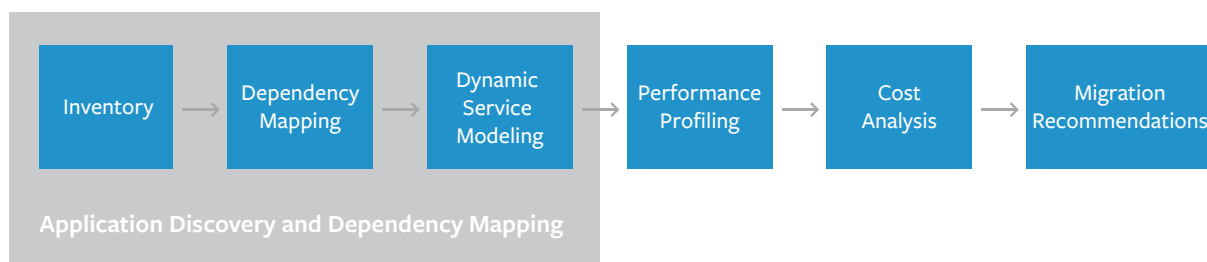 Inventory
Dependency
Mapping
Dynamic
Service
Modeling
Performance
Profiling
Cost
Analysis
Migration
Recommendations
Application Discovery and Dependency Mapping